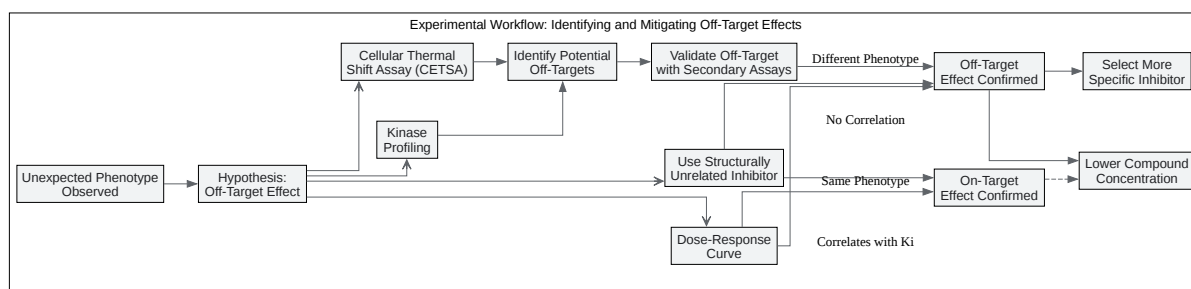 Experimental Workflow: Identifying and Mitigating Off-Target Effects
Cellular Thermal
Shift Assay (CETSA)
Identify Potential
Off-Targets
Validate Off-Target
with Secondary Assays
Different Phenotype
Off-Target
Effect Confirmed
Select More
Specific Inhibitor
No Correlation
Kinase
Profiling
Unexpected Phenotype
Observed
Hypothesis:
Off-Target Effect
Use Structurally
Unrelated Inhibitor
Same Phenotype
On-Target
Effect Confirmed
Lower Compound
Concentration
Dose-Response
Curve
Correlates with Ki